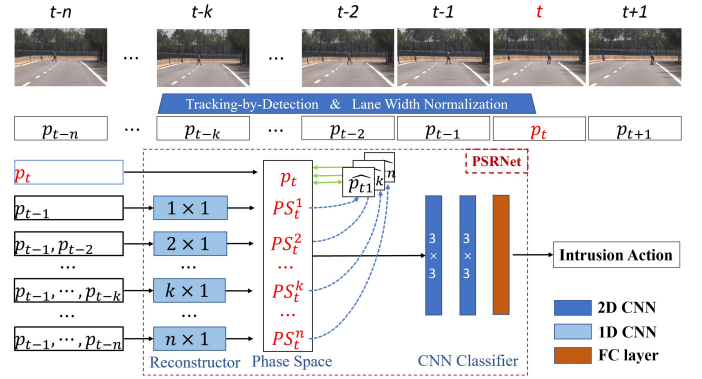 t-n t-k t-2 t-1 t t+1
... ...
Tracking-by-Detection & Lane Width Normalization
p_{t-n} ... p_{t-k} ... p_{t-2} p_{t-1} p_t p_{t+1}
PSRNet
p_t p_t \widehat{p_{t1}} k n
p_{t-1} 1 × 1 PS_t^1
p_{t-1}, p_{t-2} 2 × 1 PS_t^2
... ... ...
p_{t-1}, ⋯, p_{t-k} k × 1 PS_t^k
... ... ...
p_{t-1}, ⋯, p_{t-n} n × 1 PS_t^n
3 × 3 3 × 3
Intrusion Action
2D CNN
1D CNN
FC layer
Reconstructor Phase Space CNN Classifier